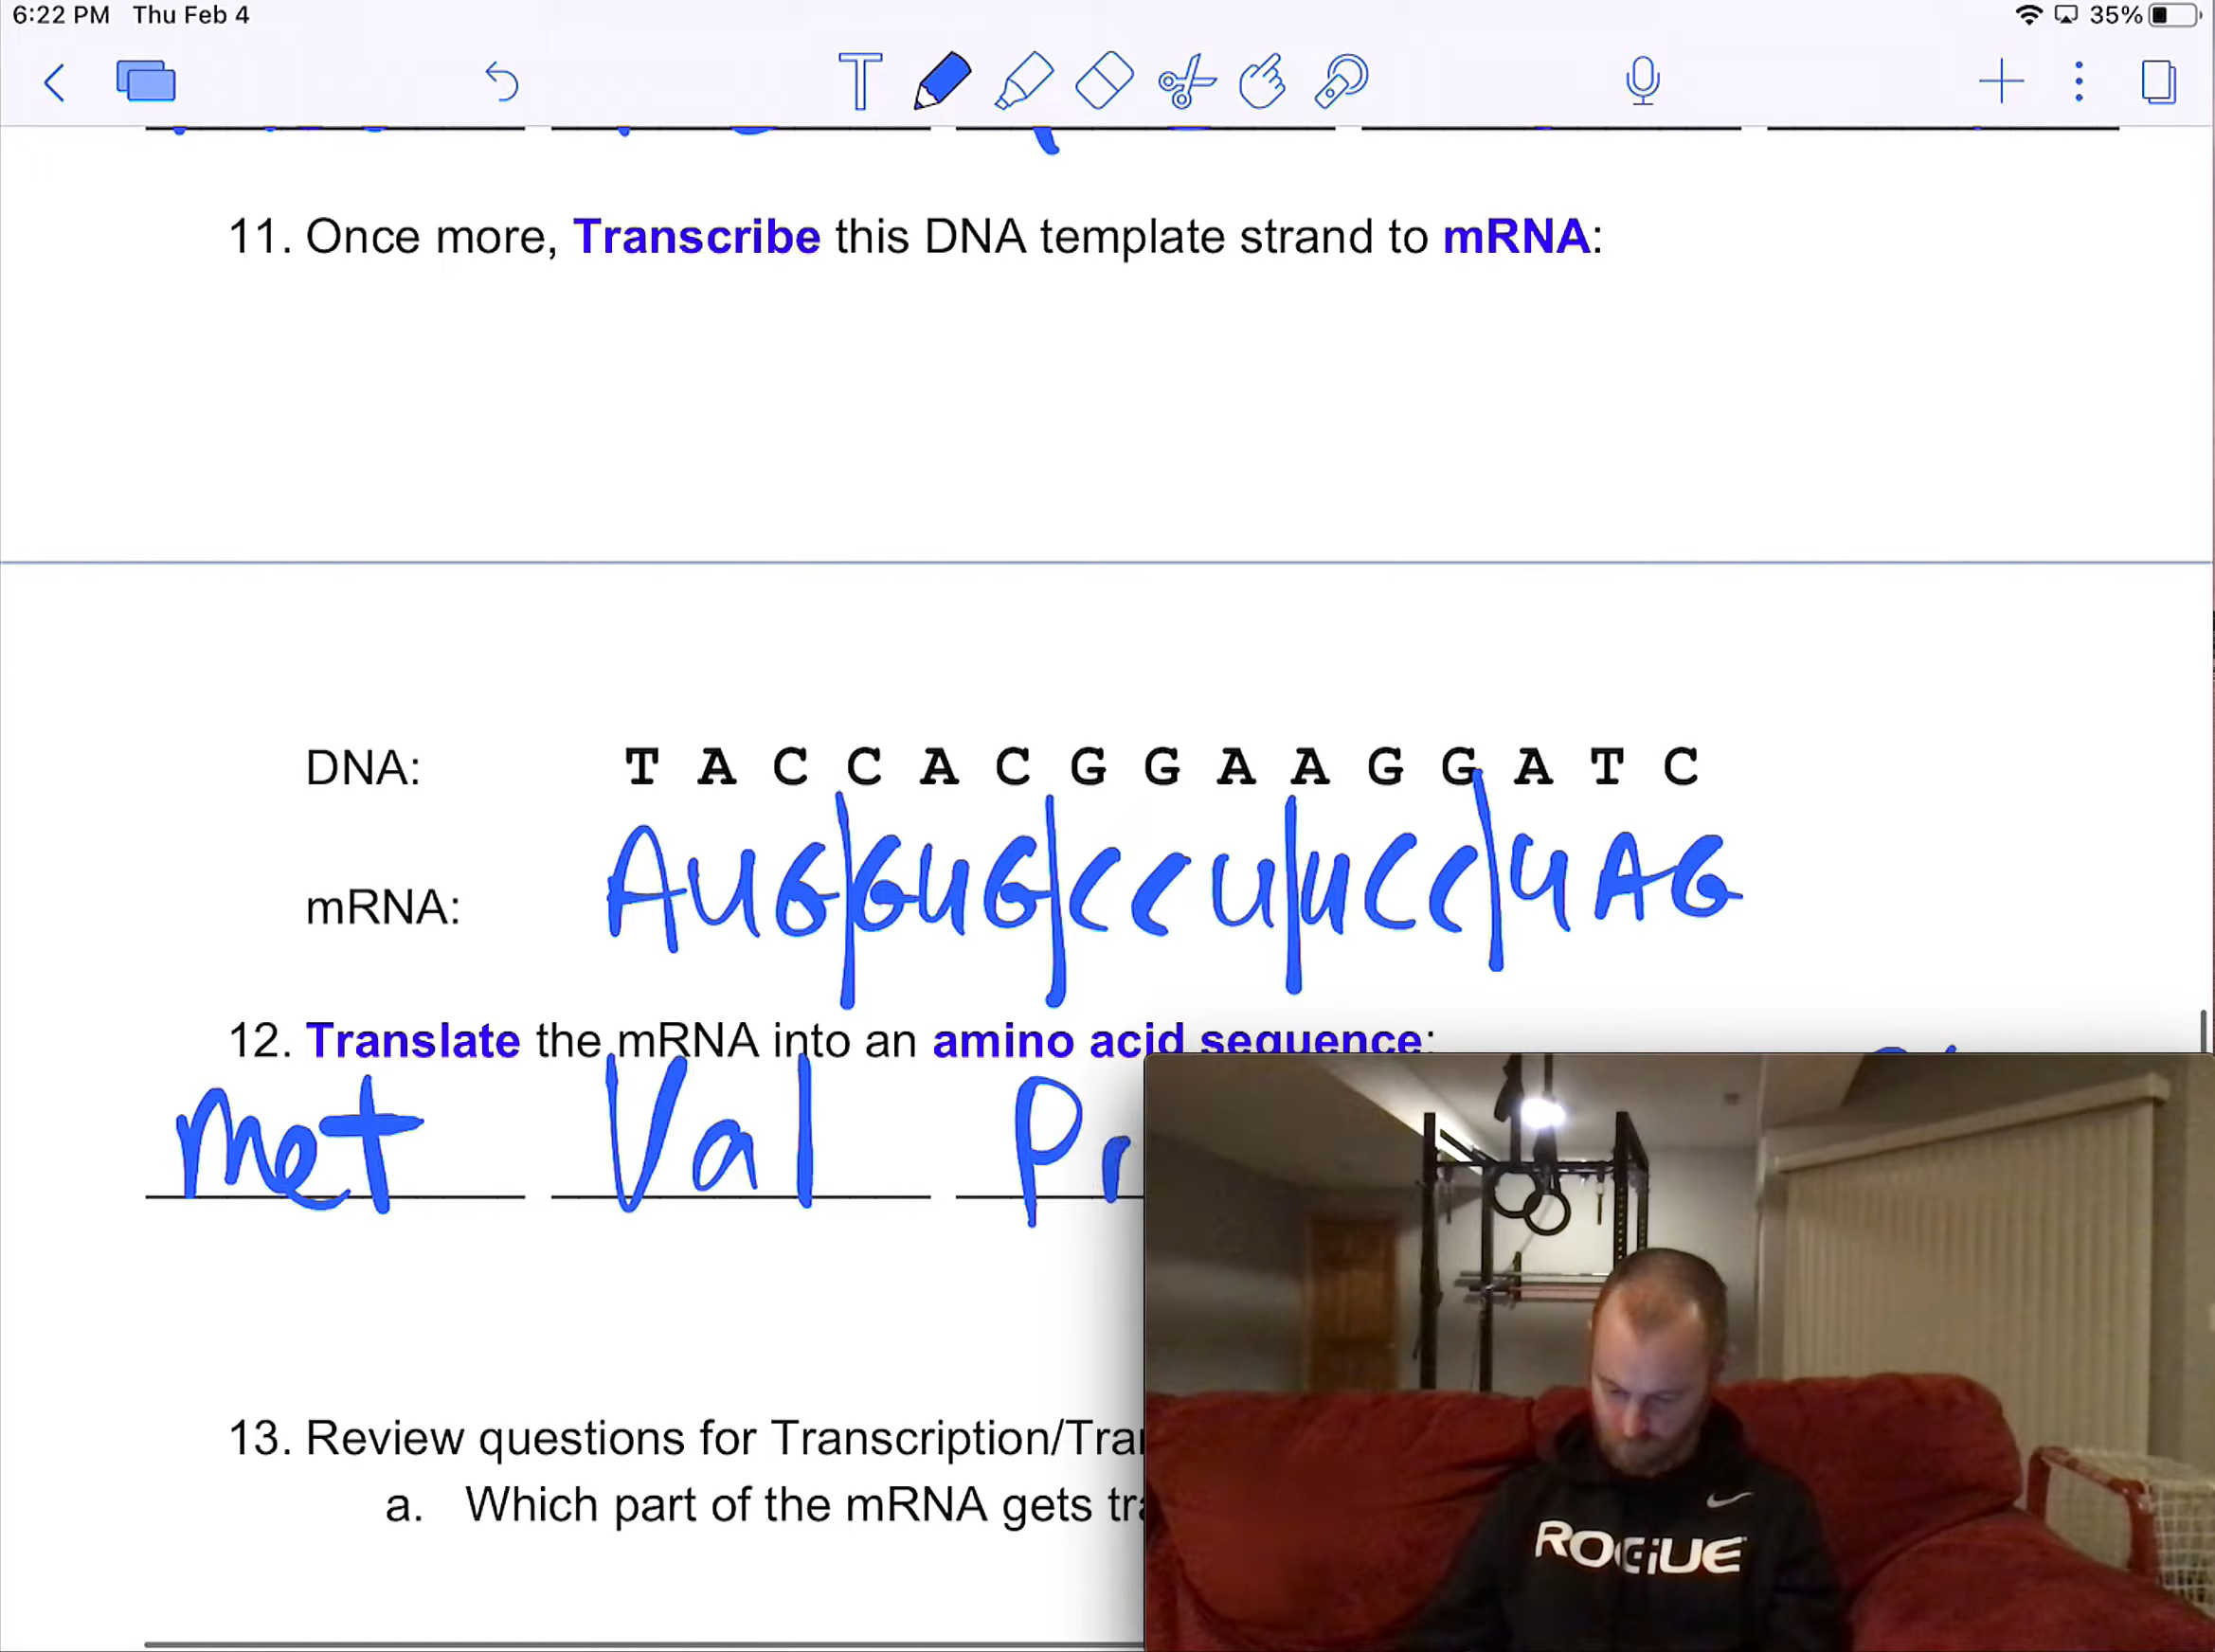 6:22 PM Thu Feb 4 35%
T
11. Once more, Transcribe this DNA template strand to mRNA:
DNA: T A C C A C G G A A G G A T C
mRNA: AUG|GUG|CCU|UCC|UAG
12. Translate the mRNA into an amino acid sequence:
Met Val Pr
13. Review questions for Transcription/Tra
a. Which part of the mRNA gets tra
ROGUE